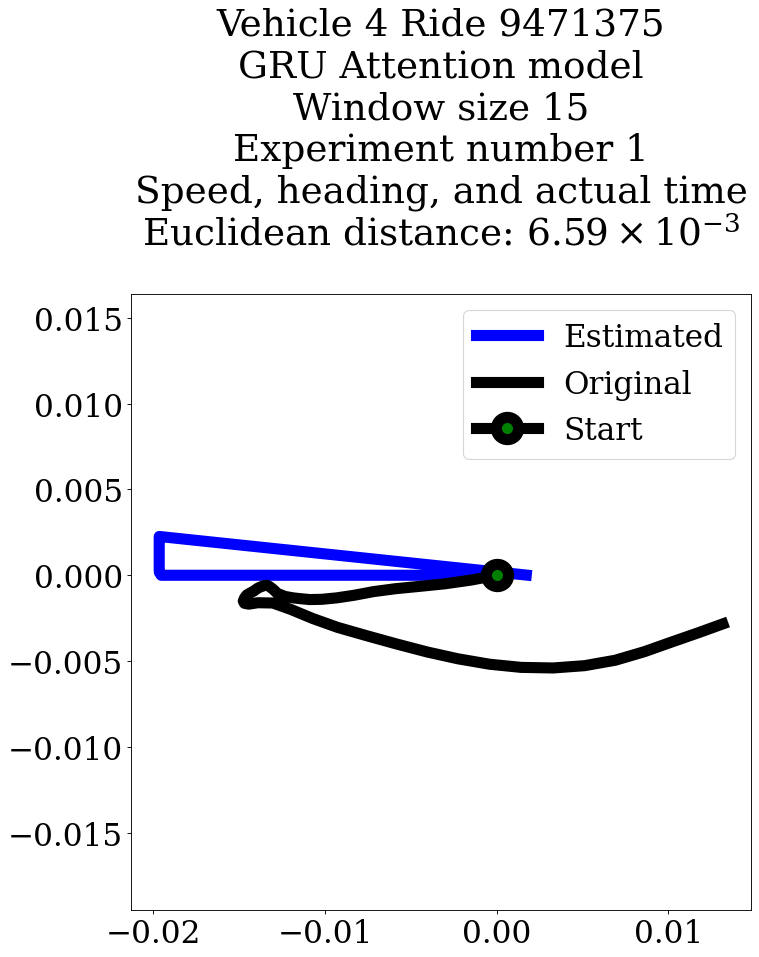 Vehicle 4 Ride 9471375
GRU Attention model
Window size 15
Experiment number 1
Speed, heading, and actual time
Euclidean distance: 6.59 × 10⁻³
Estimated
Original
Start
0.015
0.010
0.005
0.000
−0.005
−0.010
−0.015
−0.02 −0.01 0.00 0.01